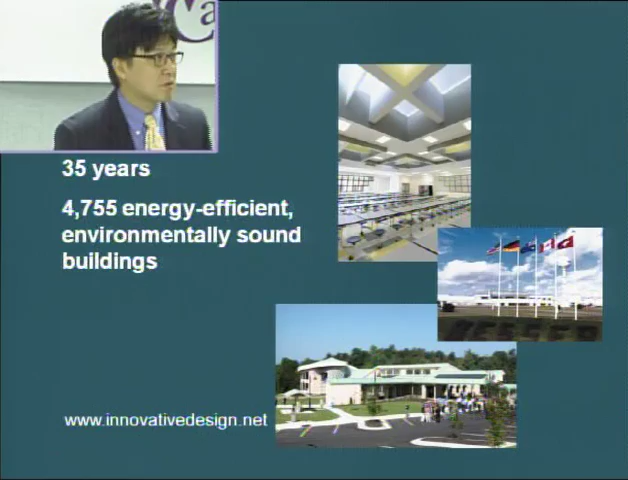 35 years
4,755 energy-efficient,
environmentally sound
buildings
www.innovativedesign.net